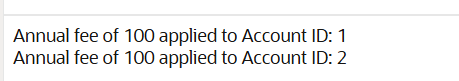 Annual fee of 100 applied to Account ID: 1
Annual fee of 100 applied to Account ID: 2